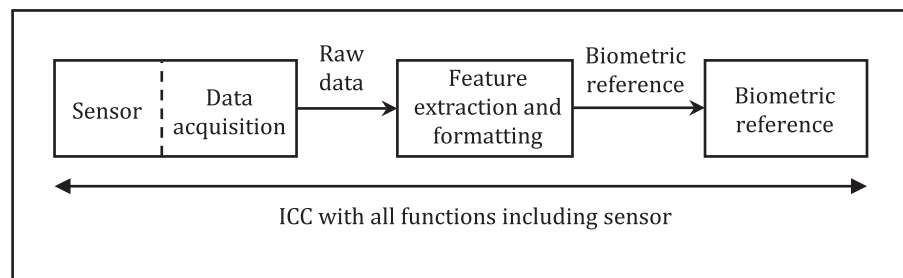 Sensor
Data
acquisition
Raw
data
Feature
extraction and
formatting
Biometric
reference
Biometric
reference
ICC with all functions including sensor